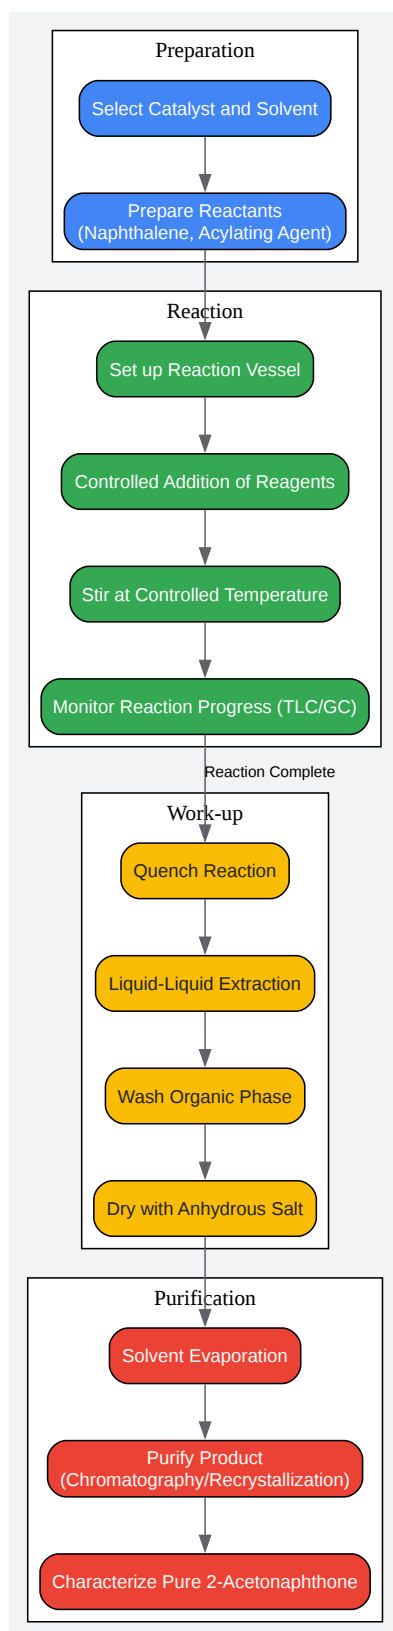 Preparation
Select Catalyst and Solvent
Prepare Reactants
(Naphthalene, Acylating Agent)
Reaction
Set up Reaction Vessel
Controlled Addition of Reagents
Stir at Controlled Temperature
Monitor Reaction Progress (TLC/GC)
Reaction Complete
Work-up
Quench Reaction
Liquid-Liquid Extraction
Wash Organic Phase
Dry with Anhydrous Salt
Purification
Solvent Evaporation
Purify Product
(Chromatography/Recrystallization)
Characterize Pure 2-Acetonaphthone